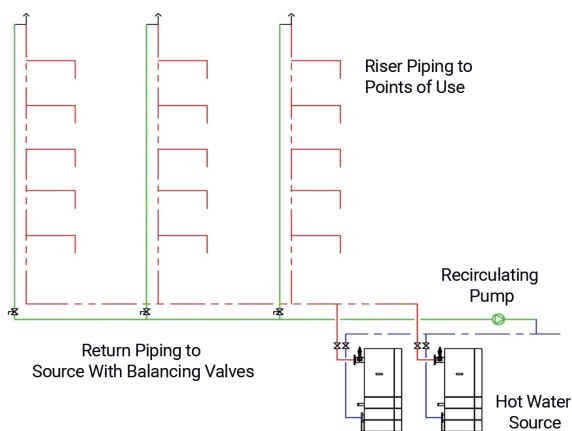 Riser Piping to
Points of Use
Recirculating
Pump
Return Piping to
Source With Balancing Valves
Hot Water
Source